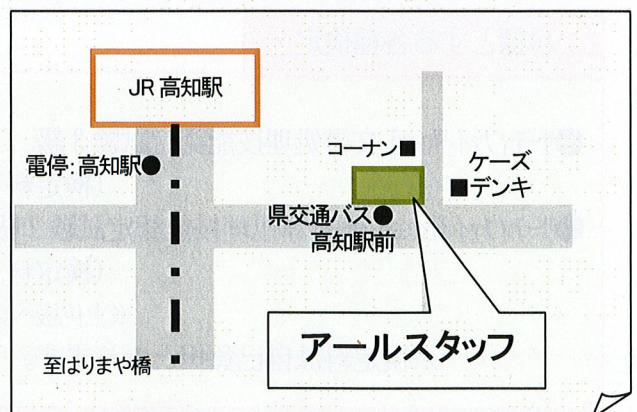 JR 高知駅
電停:高知駅●
コーナン■
ケーズ
■デンキ
県交通バス●
高知駅前
アールスタッフ
至はりまや橋